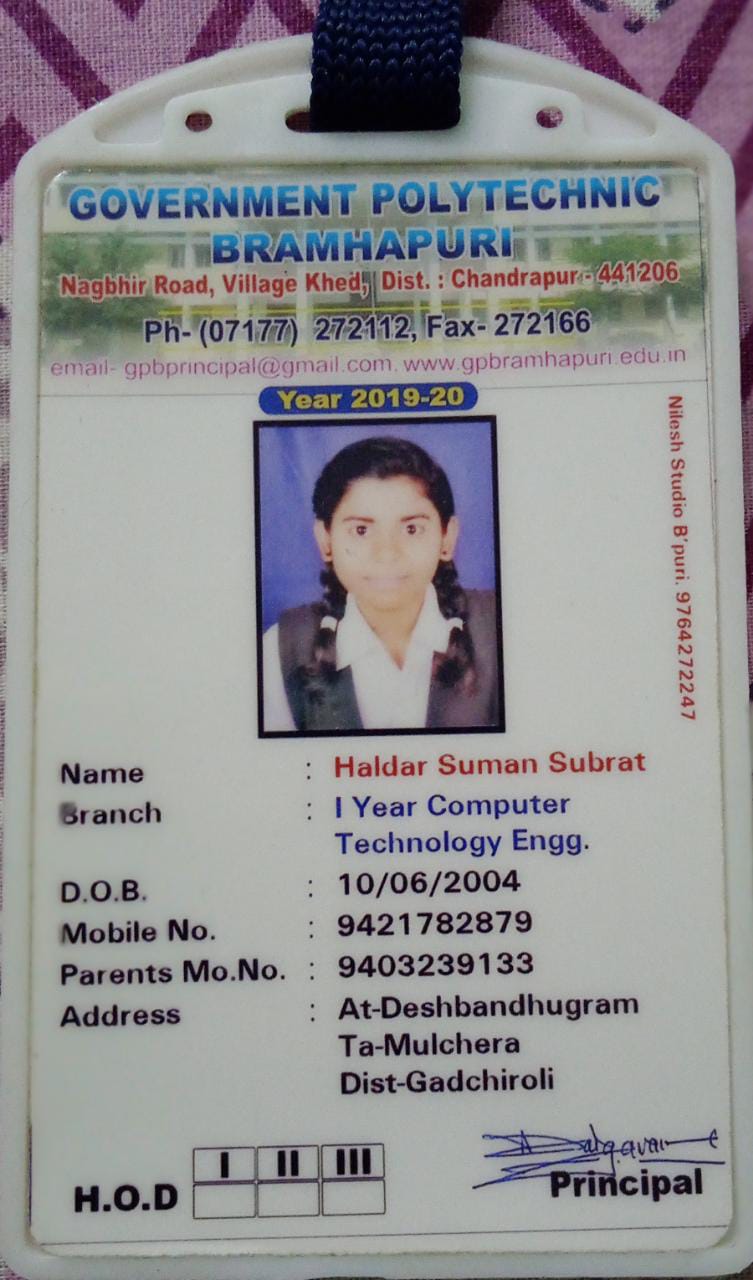 GOVERNMENT POLYTECHNIC
BRAMHAPURI
Nagbhir Road, Village Khed, Dist. : Chandrapur - 441206
Ph- (07177) 272112, Fax- 272166
email- gpbprincipal@gmail.com, www.gpbramhapuri.edu.in
Year 2019-20
Nilesh Studio B'puri. 9764272247
Name : Haldar Suman Subrat
Branch : I Year Computer
Technology Engg.
D.O.B. : 10/06/2004
Mobile No. : 9421782879
Parents Mo.No. : 9403239133
Address : At-Deshbandhugram
Ta-Mulchera
Dist-Gadchiroli
I II III
H.O.D
Principal